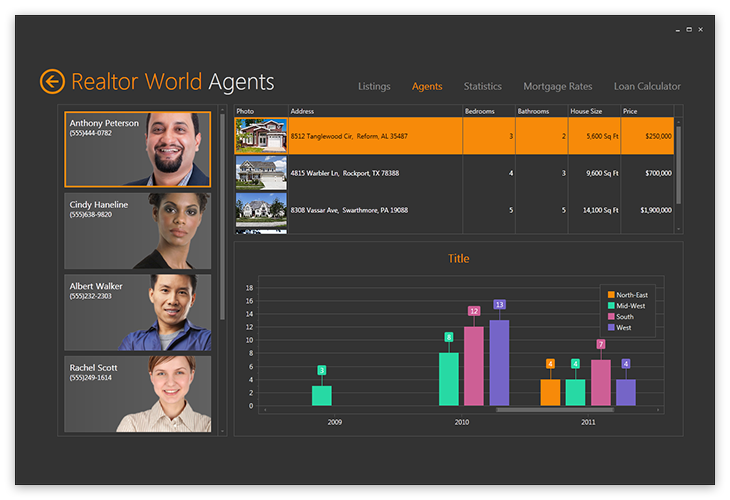 Realtor World Agents
Listings Agents Statistics Mortgage Rates Loan Calculator
Anthony Peterson
(555)444-0782
Cindy Haneline
(555)638-9820
Albert Walker
(555)232-2303
Rachel Scott
(555)249-1614
Photo Address Bedrooms Bathrooms House Size Price
8512 Tanglewood Cir, Reform, AL 35487 3 2 5,600 Sq Ft $250,000
4815 Warbler Ln, Rockport, TX 78388 4 3 9,600 Sq Ft $700,000
8308 Vassar Ave, Swarthmore, PA 19088 5 5 14,100 Sq Ft $1,900,000
Title
18
16
14
12
10
8
6
4
2
0
3
8
12
13
4
4
7
4
North-East
Mid-West
South
West
2009 2010 2011